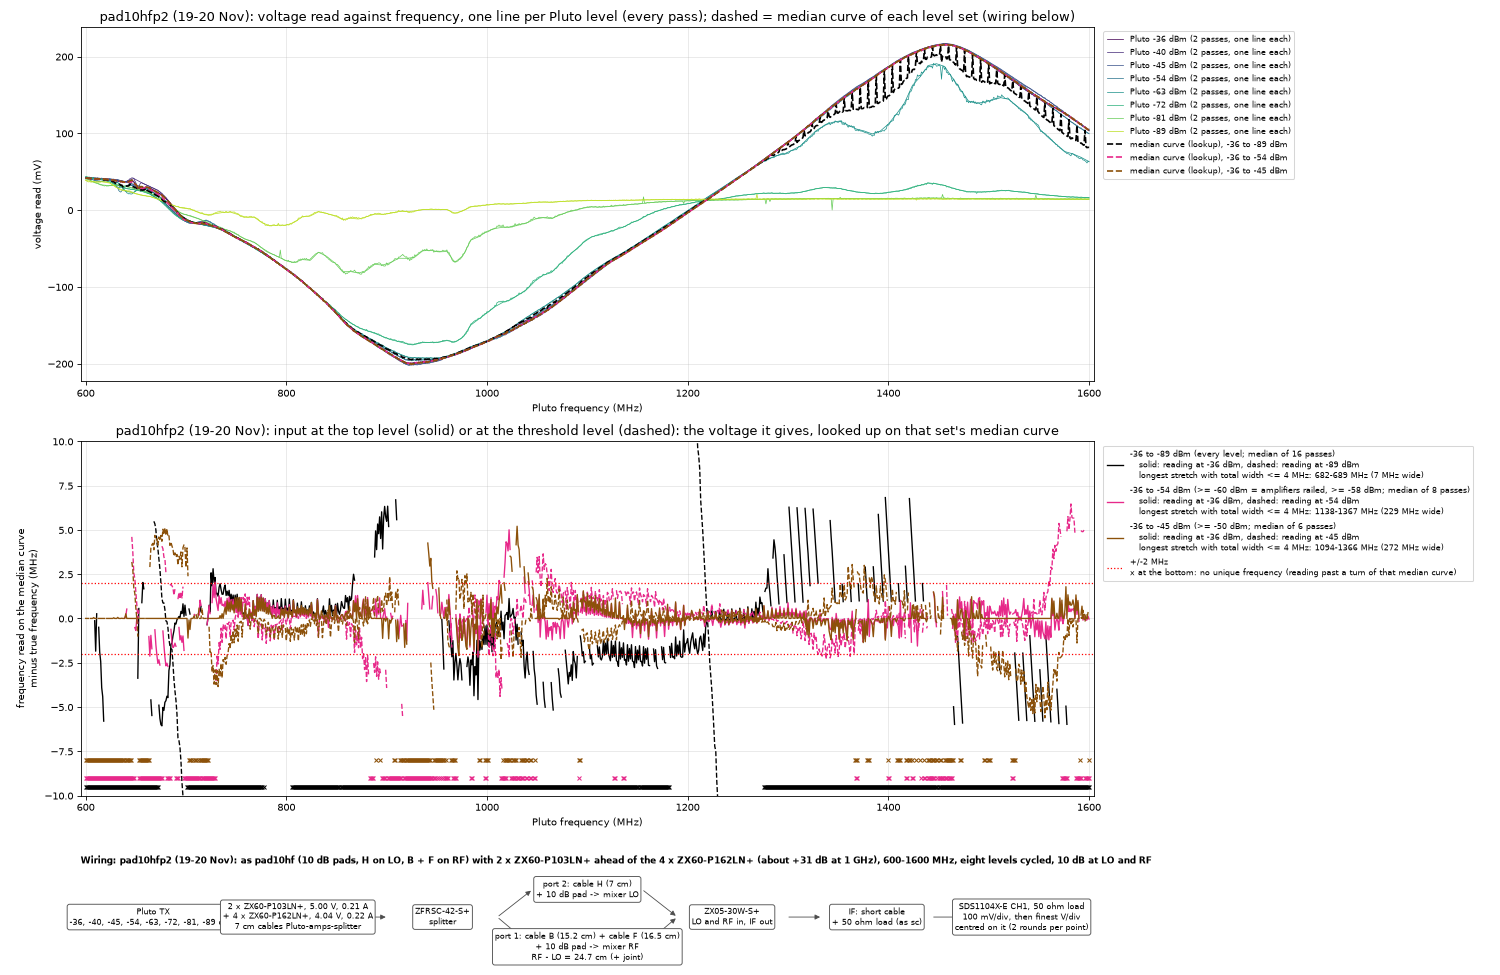 pad10hfp2 (19-20 Nov): voltage read against frequency, one line per Pluto level (every pass); dashed = median curve of each level set (wiring below)
voltage read (mV)
200
100
0
−100
−200
600
800
1000
1200
1400
1600
Pluto frequency (MHz)
Pluto -36 dBm (2 passes, one line each)
Pluto -40 dBm (2 passes, one line each)
Pluto -45 dBm (2 passes, one line each)
Pluto -54 dBm (2 passes, one line each)
Pluto -63 dBm (2 passes, one line each)
Pluto -72 dBm (2 passes, one line each)
Pluto -81 dBm (2 passes, one line each)
Pluto -89 dBm (2 passes, one line each)
median curve (lookup), -36 to -89 dBm
median curve (lookup), -36 to -54 dBm
median curve (lookup), -36 to -45 dBm
pad10hfp2 (19-20 Nov): input at the top level (solid) or at the threshold level (dashed): the voltage it gives, looked up on that set's median curve
frequency read on the median curve
minus true frequency (MHz)
10.0
7.5
5.0
2.5
0.0
−2.5
−5.0
−7.5
−10.0
600
800
1000
1200
1400
1600
Pluto frequency (MHz)
-36 to -89 dBm (every level; median of 16 passes)
solid: reading at -36 dBm, dashed: reading at -89 dBm
longest stretch with total width <= 4 MHz: 682-689 MHz (7 MHz wide)
-36 to -54 dBm (>= -60 dBm = amplifiers railed, >= -58 dBm; median of 8 passes)
solid: reading at -36 dBm, dashed: reading at -54 dBm
longest stretch with total width <= 4 MHz: 1138-1367 MHz (229 MHz wide)
-36 to -45 dBm (>= -50 dBm; median of 6 passes)
solid: reading at -36 dBm, dashed: reading at -45 dBm
longest stretch with total width <= 4 MHz: 1094-1366 MHz (272 MHz wide)
+/-2 MHz
x at the bottom: no unique frequency (reading past a turn of that median curve)
Wiring: pad10hfp2 (19-20 Nov): as pad10hf (10 dB pads, H on LO, B + F on RF) with 2 x ZX60-P103LN+ ahead of the 4 x ZX60-P162LN+ (about +31 dB at 1 GHz), 600-1600 MHz, eight levels cycled, 10 dB at LO and RF
Pluto TX
-36, -40, -45, -54, -63, -72, -81, -89
2 x ZX60-P103LN+, 5.00 V, 0.21 A
+ 4 x ZX60-P162LN+, 4.04 V, 0.22 A
7 cm cables Pluto-amps-splitter
ZFRSC-42-S+
splitter
port 2: cable H (7 cm)
+ 10 dB pad -> mixer LO
port 1: cable B (15.2 cm) + cable F (16.5 cm)
+ 10 dB pad -> mixer RF
RF - LO = 24.7 cm (+ joint)
ZX05-30W-S+
LO and RF in, IF out
IF: short cable
+ 50 ohm load (as sc)
SDS1104X-E CH1, 50 ohm load
100 mV/div, then finest V/div
centred on it (2 rounds per point)